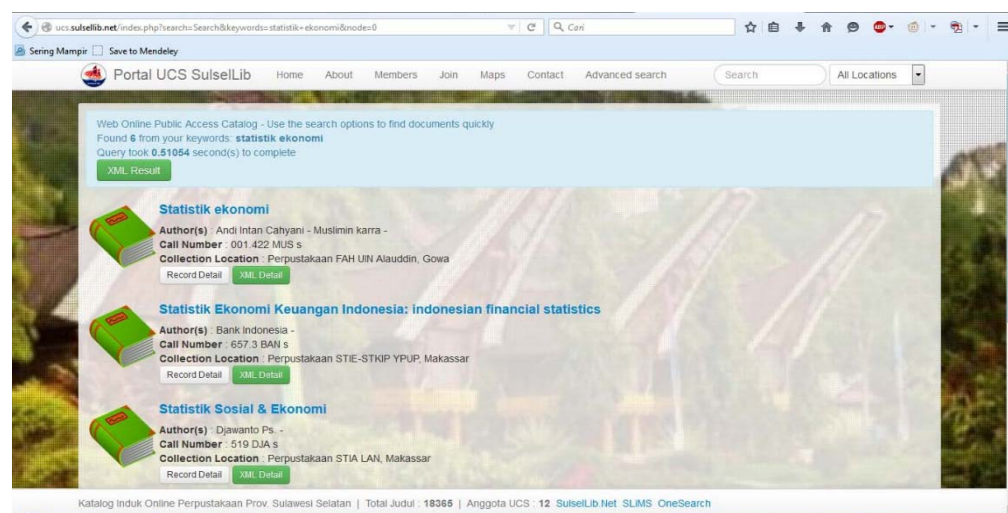 ucs.sulsellib.net/index.php?search=Search&keywords=statistik+ekonomi&node=0
Cari
Sering Mampir Save to Mendeley
Portal UCS SulselLib Home About Members Join Maps Contact Advanced search Search All Locations
Web Online Public Access Catalog - Use the search options to find documents quickly
Found 6 from your keywords: statistik ekonomi
Query took 0.51054 second(s) to complete
XML Result
Statistik ekonomi
Author(s) : Andi Intan Cahyani - Muslimin karra -
Call Number : 001.422 MUS s
Collection Location : Perpustakaan FAH UIN Alauddin, Gowa
Record Detail XML Detail
Statistik Ekonomi Keuangan Indonesia: indonesian financial statistics
Author(s) : Bank Indonesia -
Call Number : 657.3 BAN s
Collection Location : Perpustakaan STIE-STKIP YPUP, Makassar
Record Detail XML Detail
Statistik Sosial & Ekonomi
Author(s) : Djawanto Ps. -
Call Number : 519 DJA s
Collection Location : Perpustakaan STIA LAN, Makassar
Record Detail XML Detail
Katalog Induk Online Perpustakaan Prov. Sulawesi Selatan | Total Judul : 18365 | Anggota UCS : 12 SulselLib.Net SLiMS OneSearch